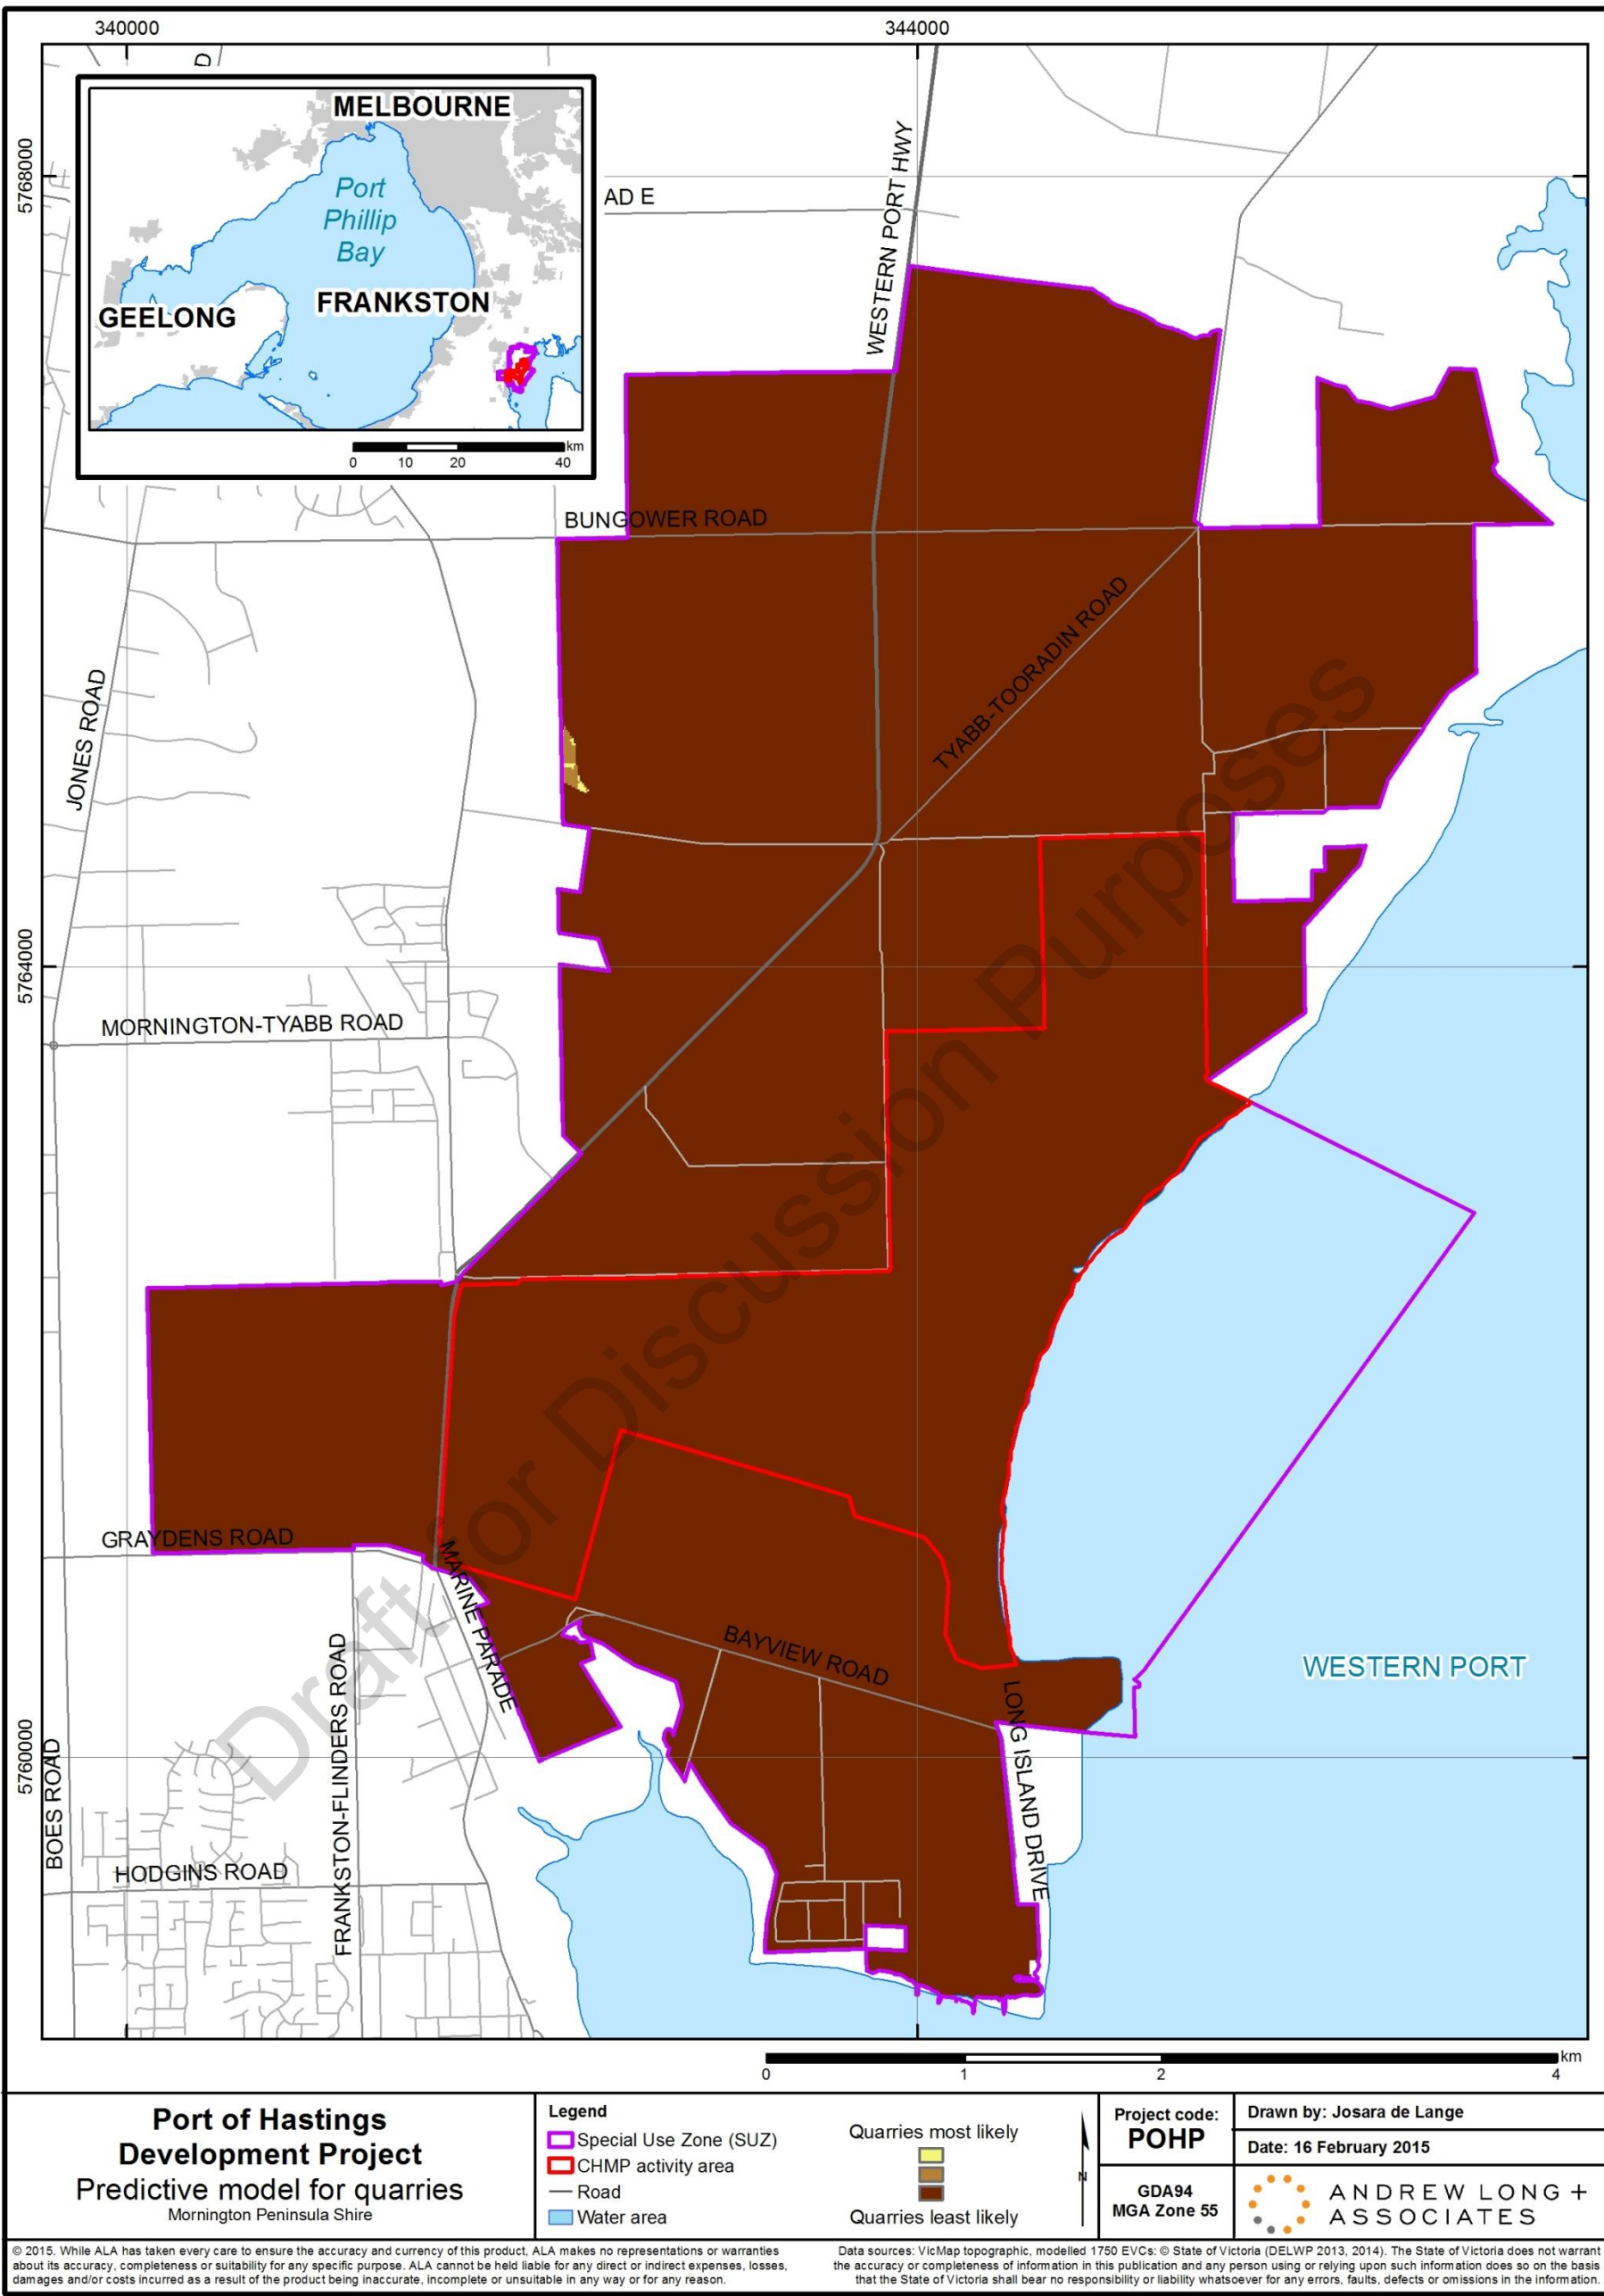 340000
344000
5768000
5764000
5760000
D
MELBOURNE
Port
Phillip
Bay
FRANKSTON
GEELONG
km
0 10 20 40
AD E
WESTERN PORT HWY
BUNGOWER ROAD
TYABB-TOORADIN ROAD
JONES ROAD
MORNINGTON-TYABB ROAD
GRAYDENS ROAD
MARINE PARADE
BAYVIEW ROAD
WESTERN PORT
LONG ISLAND DRIVE
FRANKSTON-FLINDERS ROAD
BOES ROAD
HODGINS ROAD
Draft for Discussion Purposes
km
0 1 2 4
Port of Hastings
Development Project
Predictive model for quarries
Mornington Peninsula Shire
Legend
Special Use Zone (SUZ)
CHMP activity area
Road
Water area
Quarries most likely
Quarries least likely
N
Project code:
POHP
GDA94
MGA Zone 55
Drawn by: Josara de Lange
Date: 16 February 2015
ANDREW LONG +
ASSOCIATES
© 2015. While ALA has taken every care to ensure the accuracy and currency of this product, ALA makes no representations or warranties
about its accuracy, completeness or suitability for any specific purpose. ALA cannot be held liable for any direct or indirect expenses, losses,
damages and/or costs incurred as a result of the product being inaccurate, incomplete or unsuitable in any way or for any reason.
Data sources: VicMap topographic, modelled 1750 EVCs: © State of Victoria (DELWP 2013, 2014). The State of Victoria does not warrant
the accuracy or completeness of information in this publication and any person using or relying upon such information does so on the basis
that the State of Victoria shall bear no responsibility or liability whatsoever for any errors, faults, defects or omissions in the information.